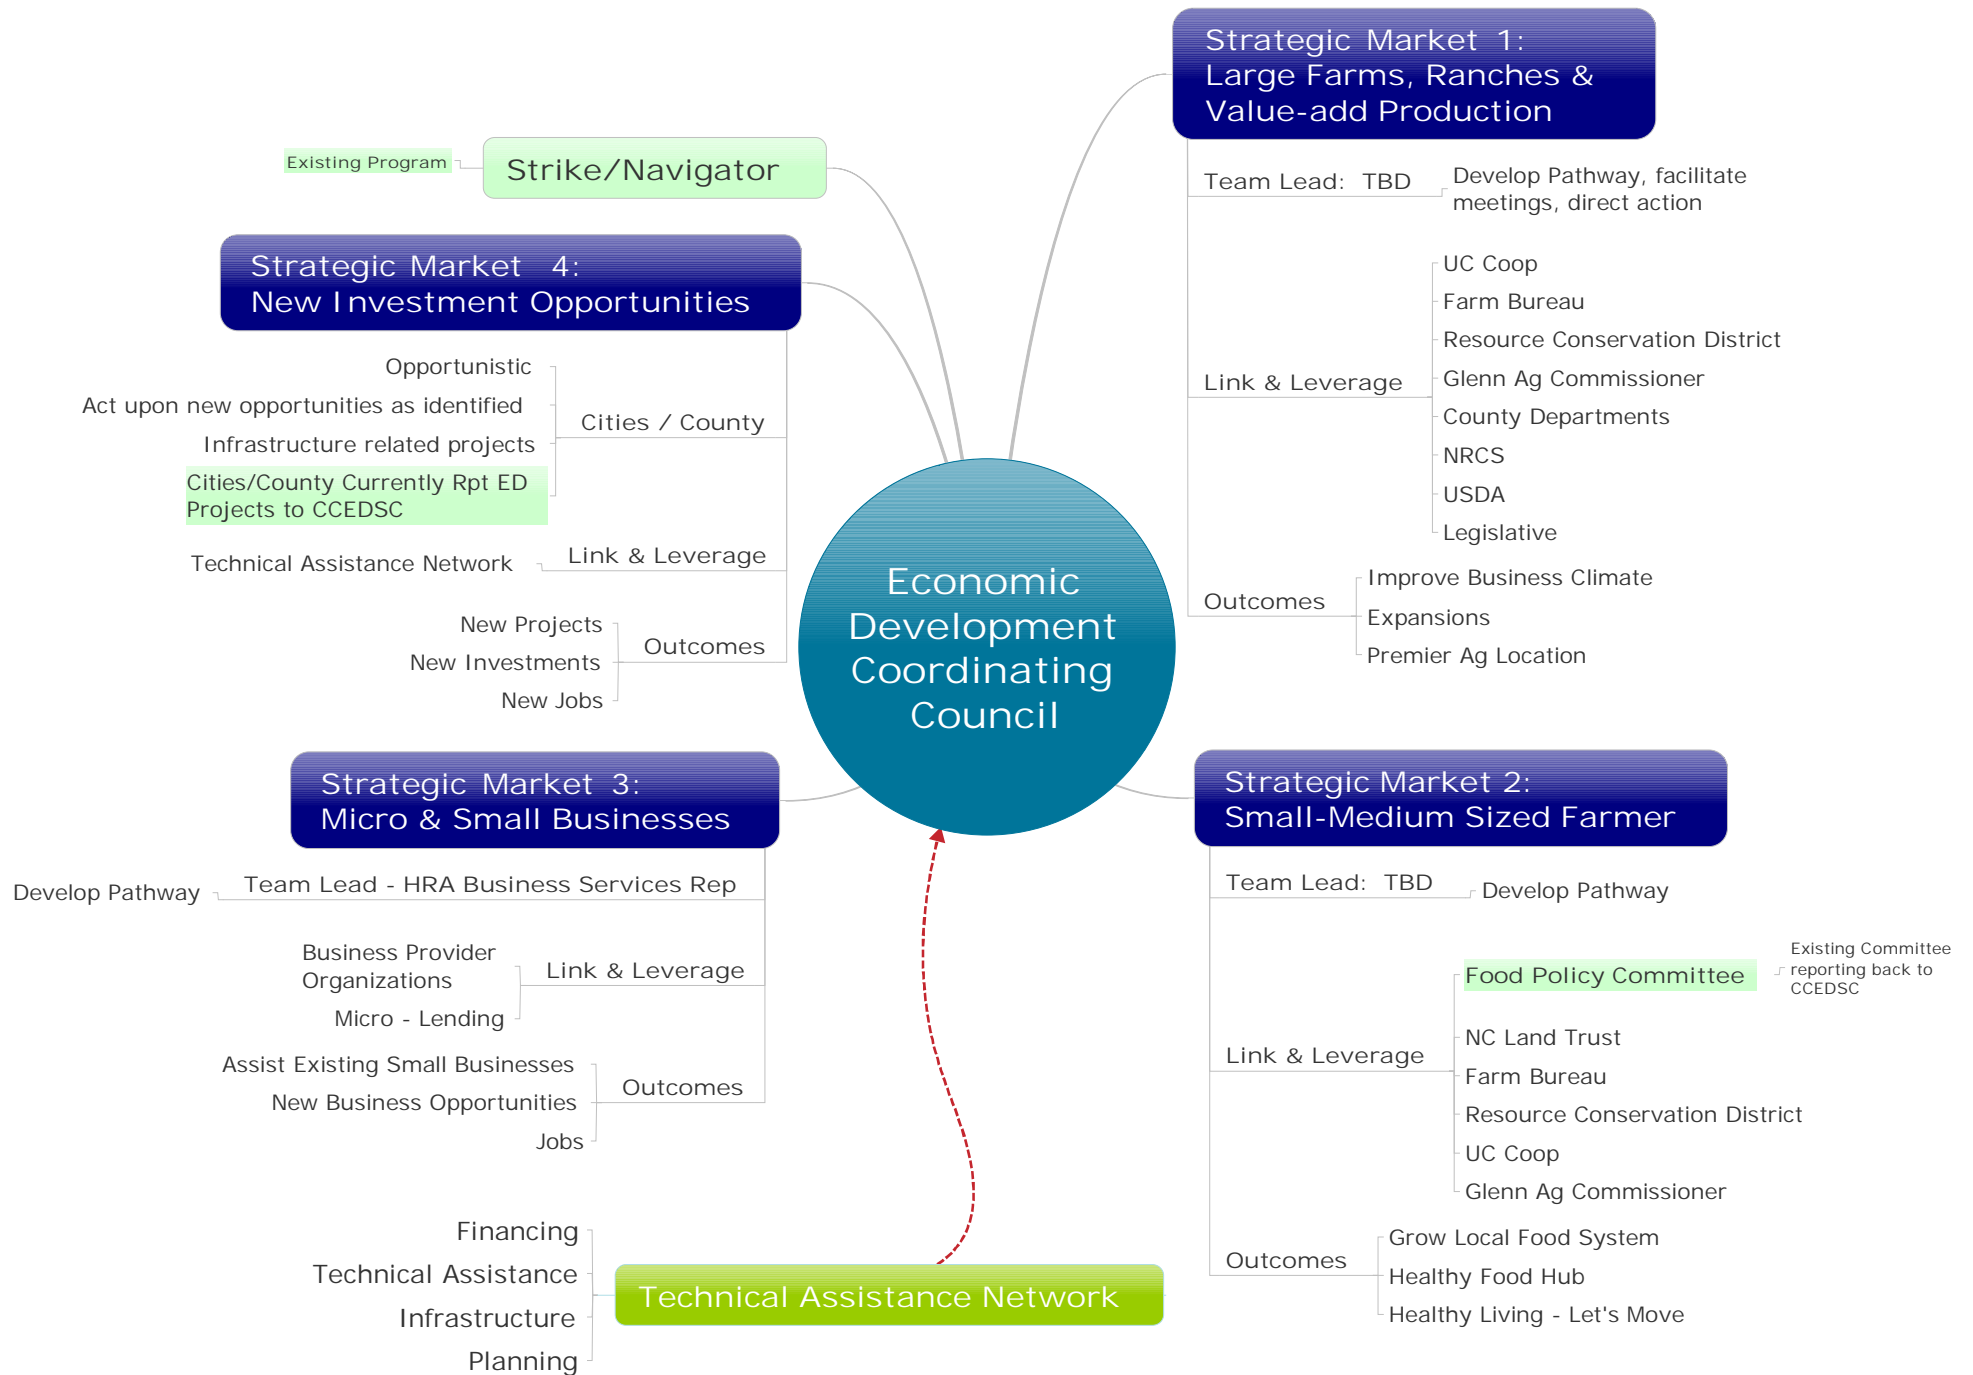 Strategic Market 1:
Large Farms, Ranches &
Value-add Production
Team Lead: TBD
Develop Pathway, facilitate
meetings, direct action
Link & Leverage
UC Coop
Farm Bureau
Resource Conservation District
Glenn Ag Commissioner
County Departments
NRCS
USDA
Legislative
Outcomes
Improve Business Climate
Expansions
Premier Ag Location
Existing Program
Strike/Navigator
Strategic Market 4:
New Investment Opportunities
Opportunistic
Act upon new opportunities as identified
Infrastructure related projects
Cities/County Currently Rpt ED
Projects to CCEDSC
Cities / County
Technical Assistance Network
Link & Leverage
New Projects
New Investments
New Jobs
Outcomes
Economic
Development
Coordinating
Council
Strategic Market 3:
Micro & Small Businesses
Develop Pathway
Team Lead - HRA Business Services Rep
Business Provider
Organizations
Micro - Lending
Link & Leverage
Assist Existing Small Businesses
New Business Opportunities
Jobs
Outcomes
Strategic Market 2:
Small-Medium Sized Farmer
Team Lead: TBD
Develop Pathway
Link & Leverage
Food Policy Committee
Existing Committee
reporting back to
CCEDSC
NC Land Trust
Farm Bureau
Resource Conservation District
UC Coop
Glenn Ag Commissioner
Outcomes
Grow Local Food System
Healthy Food Hub
Healthy Living - Let's Move
Financing
Technical Assistance
Infrastructure
Planning
Technical Assistance Network